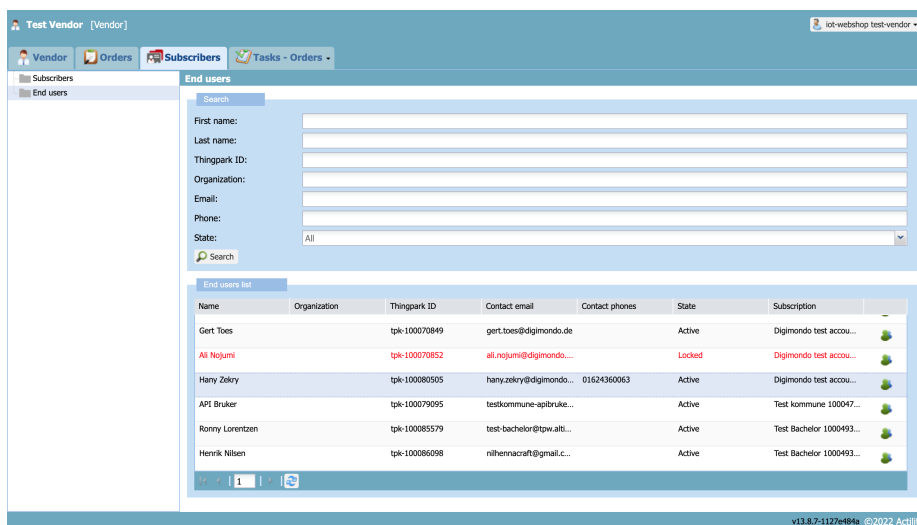 Test Vendor [Vendor]
iot-webshop test-vendor
Vendor
Orders
Subscribers
Tasks - Orders
Subscribers
End users
End users
Search
First name:
Last name:
Thingpark ID:
Organization:
Email:
Phone:
State:
All
Search
End users list
Name Organization Thingpark ID Contact email Contact phones State Subscription
Gert Toes tpk-100070849 gert.toes@digimondo.de Active Digimondo test accou...
Ali Nojumi tpk-100070852 ali.nojumi@digimondo.... Locked Digimondo test accou...
Hany Zekry tpk-100080505 hany.zekry@digimondo... 01624360063 Active Digimondo test accou...
API Bruker tpk-100079095 testkommune-apibruke... Active Test kommune 100047...
Ronny Lorentzen tpk-100085579 test-bachelor@tpw.alti... Active Test Bachelor 1000493...
Henrik Nilsen tpk-100086098 nilhennacraft@gmail.c... Active Test Bachelor 1000493...
1
v13.8.7-1127e484a ©2022 Actili